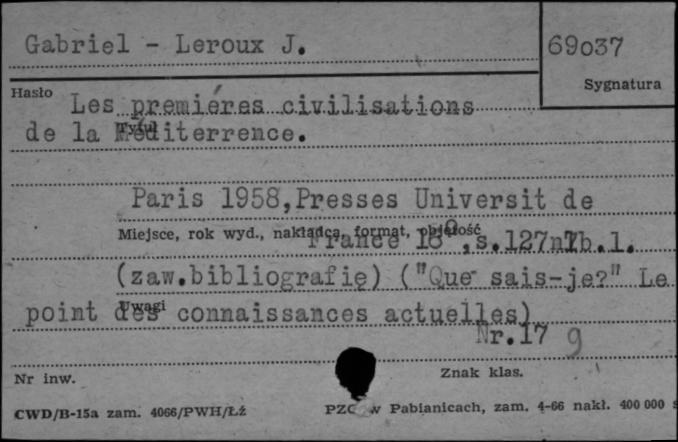 Gabriel - Leroux J.
69037
Sygnatura
Hasło
Les premiéres civilisations
de la Méditerrence.
Tytuł
Paris 1958,Presses Universit de
Miejsce, rok wyd., nakładca, format, objętość
France 18°,s.127nlb.1.
(zaw.bibliografię) ("Que sais-je?" Le
Uwagi
point des connaissances actuelles)
Nr.17 9
Nr inw.
Znak klas.
CWD/B-15a zam. 4066/PWH/Łż
w Pabianicach, zam. 4-66 nakł. 400 000